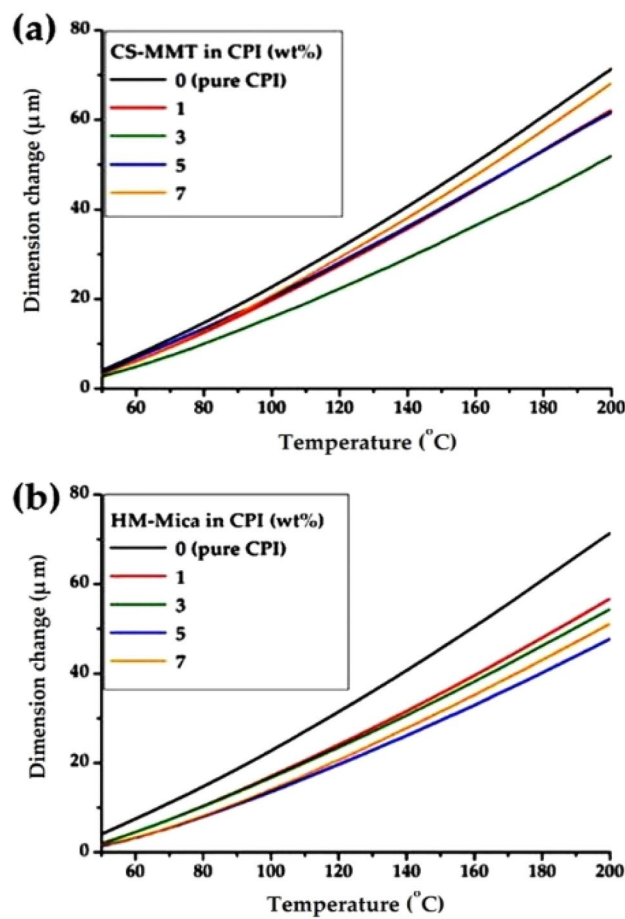 (a)
CS-MMT in CPI (wt%)
0 (pure CPI)
1
3
5
7
Dimension change (μm)
80
60
40
20
0
60 80 100 120 140 160 180 200
Temperature (°C)
(b)
HM-Mica in CPI (wt%)
0 (pure CPI)
1
3
5
7
Dimension change (μm)
80
60
40
20
0
60 80 100 120 140 160 180 200
Temperature (°C)